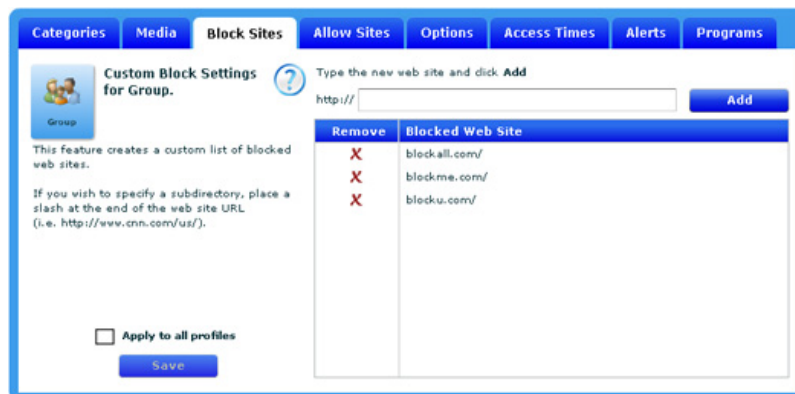 Categories
Media
Block Sites
Allow Sites
Options
Access Times
Alerts
Programs
Custom Block Settings
for Group.
?
Group
This feature creates a custom list of blocked
web sites.
If you wish to specify a subdirectory, place a
slash at the end of the web site URL
(i.e. http://www.cnn.com/us/).
Apply to all profiles
Save
Type the new web site and click Add
http://
Add
Remove
Blocked Web Site
X
blockall.com/
X
blockme.com/
X
blocku.com/